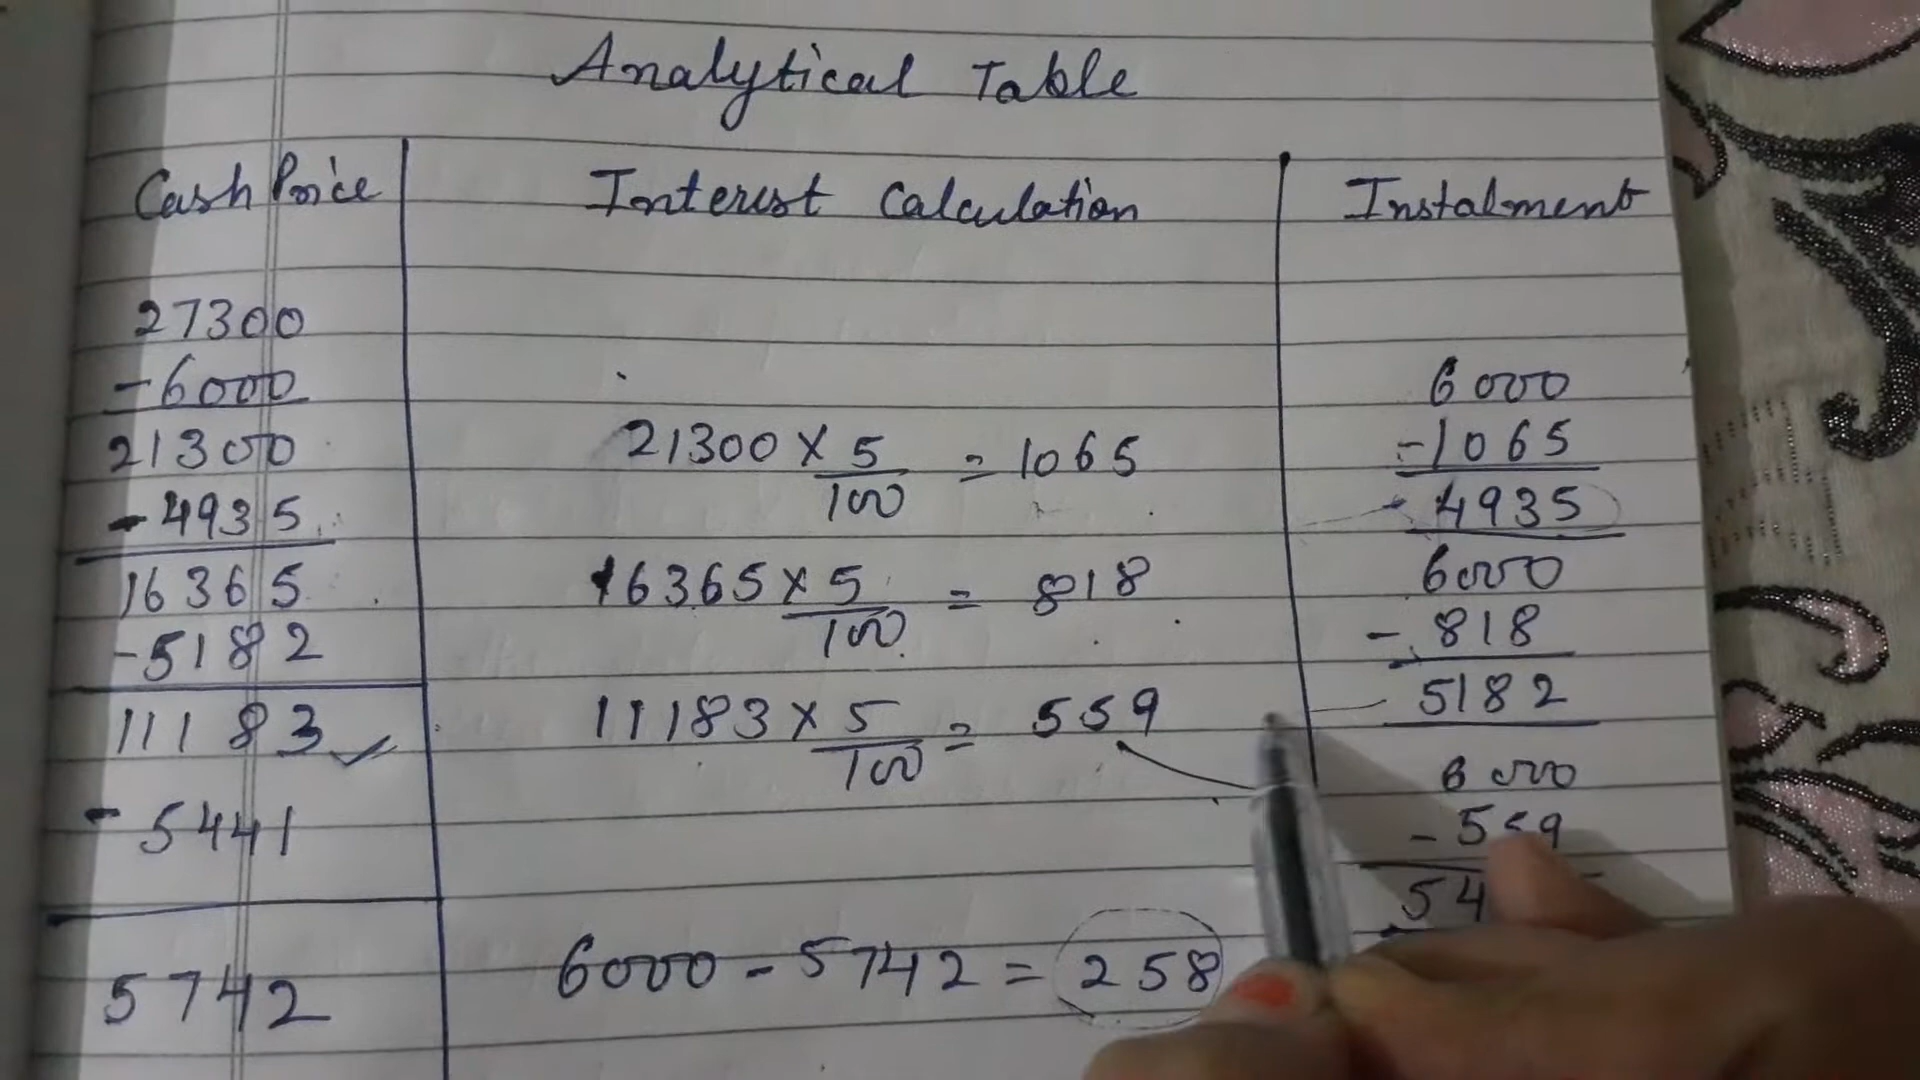 Analytical Table
Cash Price Interest Calculation Instalment
27300
-6000 6000
21300 21300 × 5/100 = 1065 -1065
-4935 4935
16365 16365 × 5/100 = 818 6000
-5182 -818
11183 ✓ 11183 × 5/100 = 559 5182
6000
-5441 -559
5742 6000 - 5742 = 258